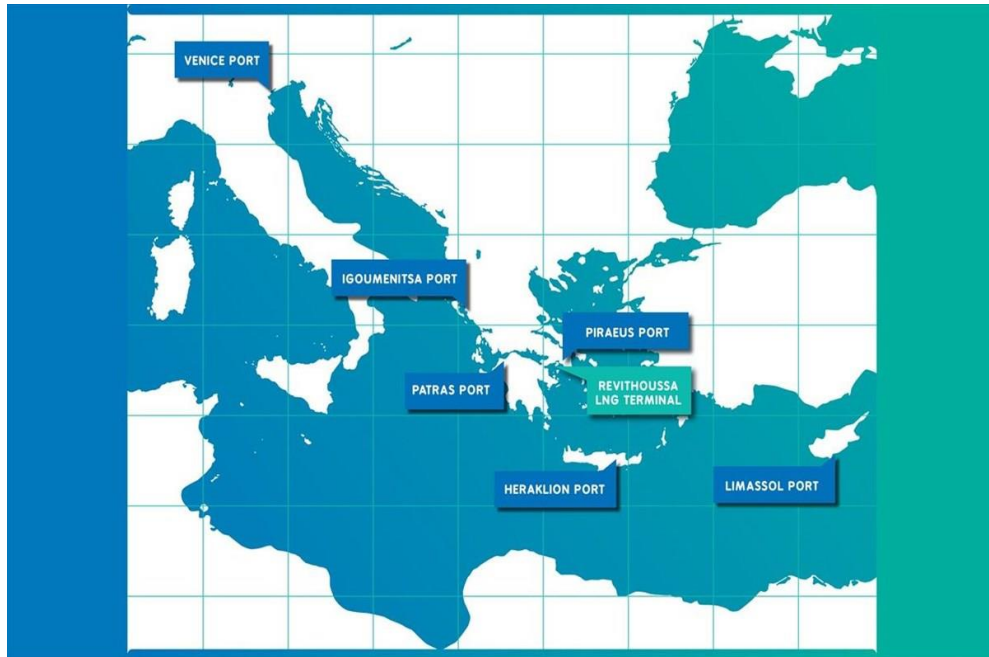 VENICE PORT
IGOUMENITSA PORT
PIRAEUS PORT
PATRAS PORT
REVITHOUSSA
LNG TERMINAL
HERAKLION PORT
LIMASSOL PORT